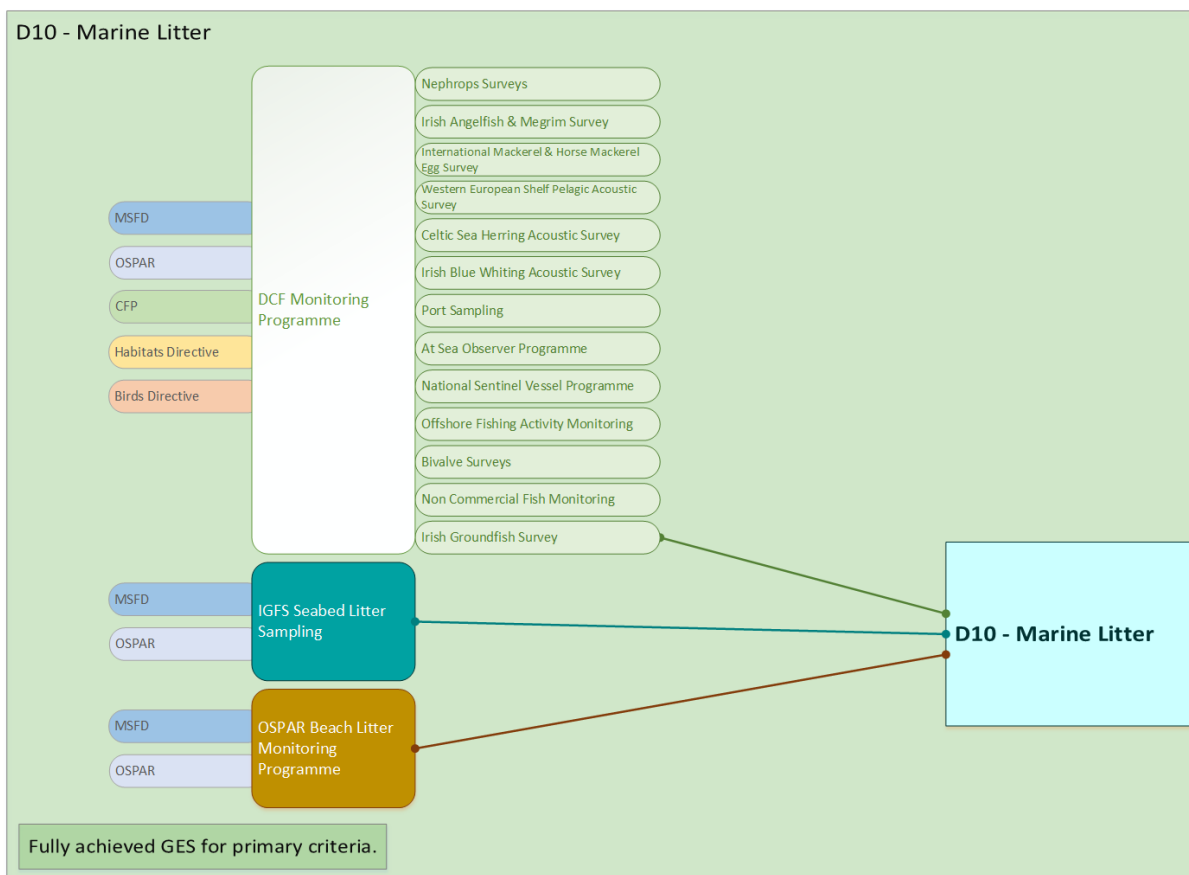 D10 - Marine Litter
MSFD
OSPAR
CFP
Habitats Directive
Birds Directive
DCF Monitoring
Programme
Nephrops Surveys
Irish Angelfish & Megrim Survey
International Mackerel & Horse Mackerel
Egg Survey
Western European Shelf Pelagic Acoustic
Survey
Celtic Sea Herring Acoustic Survey
Irish Blue Whiting Acoustic Survey
Port Sampling
At Sea Observer Programme
National Sentinel Vessel Programme
Offshore Fishing Activity Monitoring
Bivalve Surveys
Non Commercial Fish Monitoring
Irish Groundfish Survey
MSFD
OSPAR
IGFS Seabed Litter
Sampling
MSFD
OSPAR
OSPAR Beach Litter
Monitoring
Programme
D10 - Marine Litter
Fully achieved GES for primary criteria.